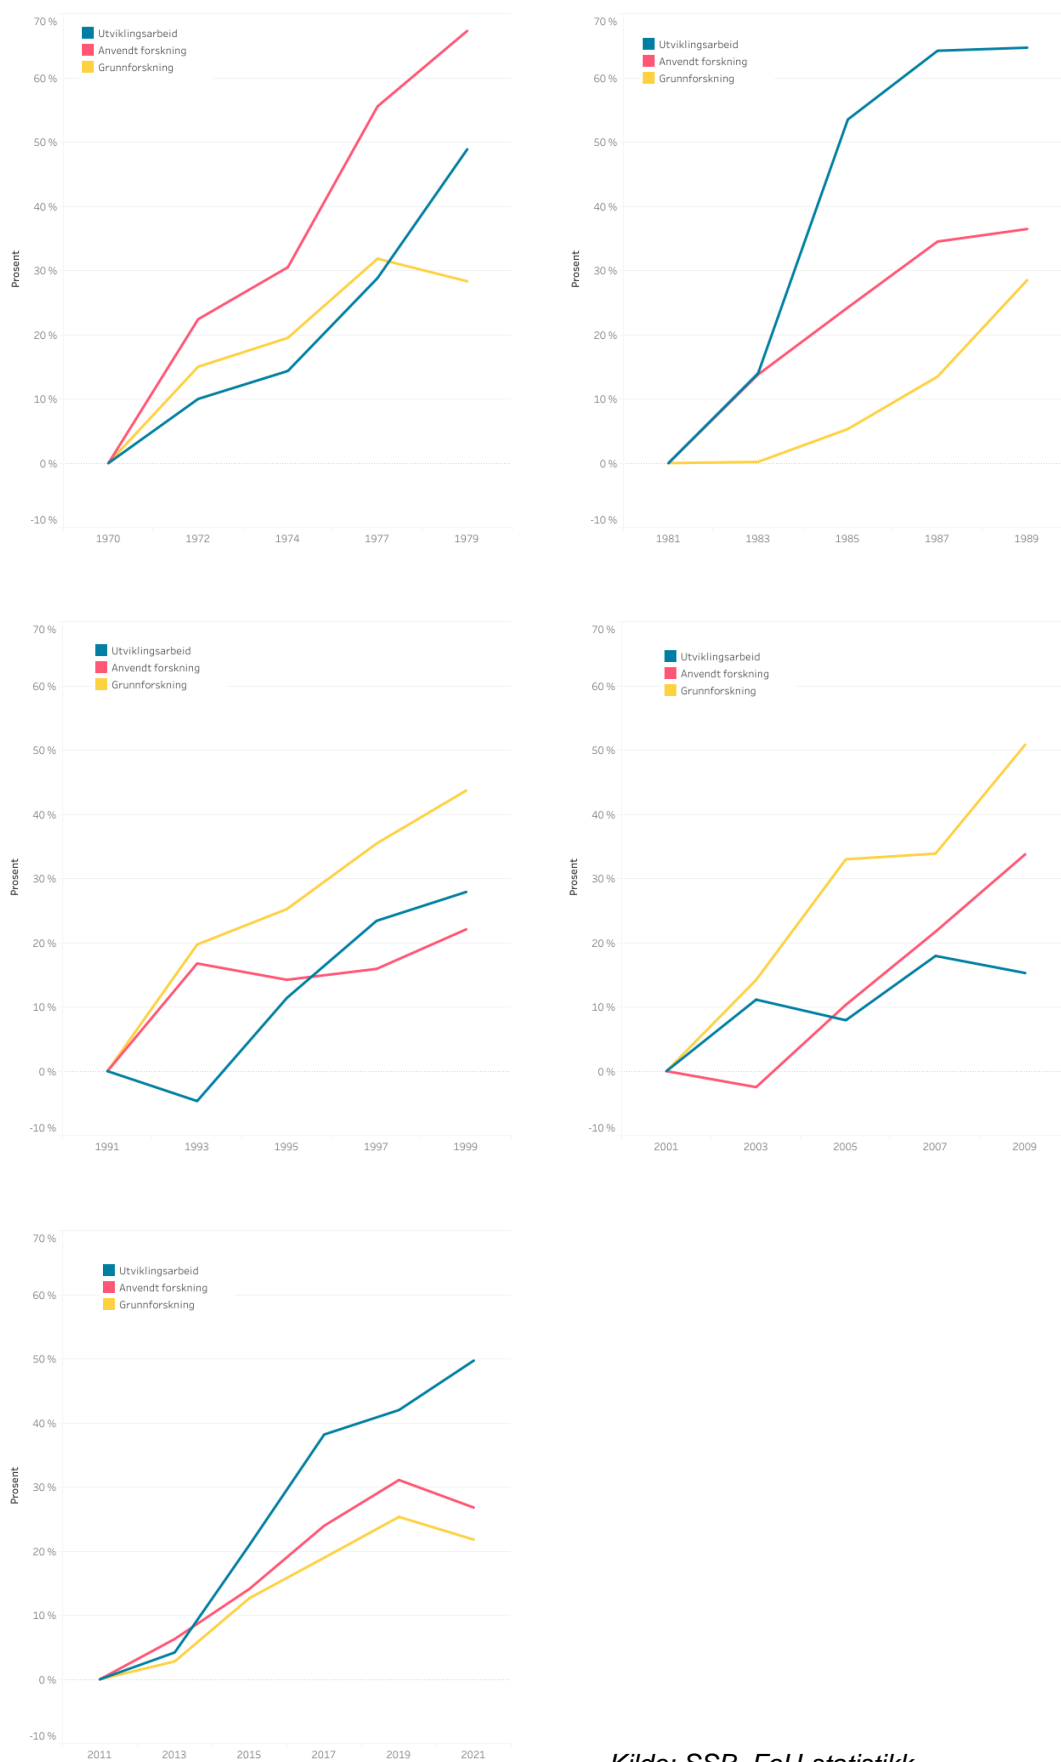 70 %
Utviklingsarbeid
Anvendt forskning
Grunnforskning
60 %
50 %
40 %
30 %
20 %
10 %
0 %
-10 %
Prosent
1970 1972 1974 1977 1979
70 %
Utviklingsarbeid
Anvendt forskning
Grunnforskning
60 %
50 %
40 %
30 %
20 %
10 %
0 %
-10 %
Prosent
1981 1983 1985 1987 1989
70 %
Utviklingsarbeid
Anvendt forskning
Grunnforskning
60 %
50 %
40 %
30 %
20 %
10 %
0 %
-10 %
Prosent
1991 1993 1995 1997 1999
70 %
Utviklingsarbeid
Anvendt forskning
Grunnforskning
60 %
50 %
40 %
30 %
20 %
10 %
0 %
-10 %
Prosent
2001 2003 2005 2007 2009
70 %
Utviklingsarbeid
Anvendt forskning
Grunnforskning
60 %
50 %
40 %
30 %
20 %
10 %
0 %
-10 %
Prosent
2011 2013 2015 2017 2019 2021
Kilde: SSB, FoU-statistikk